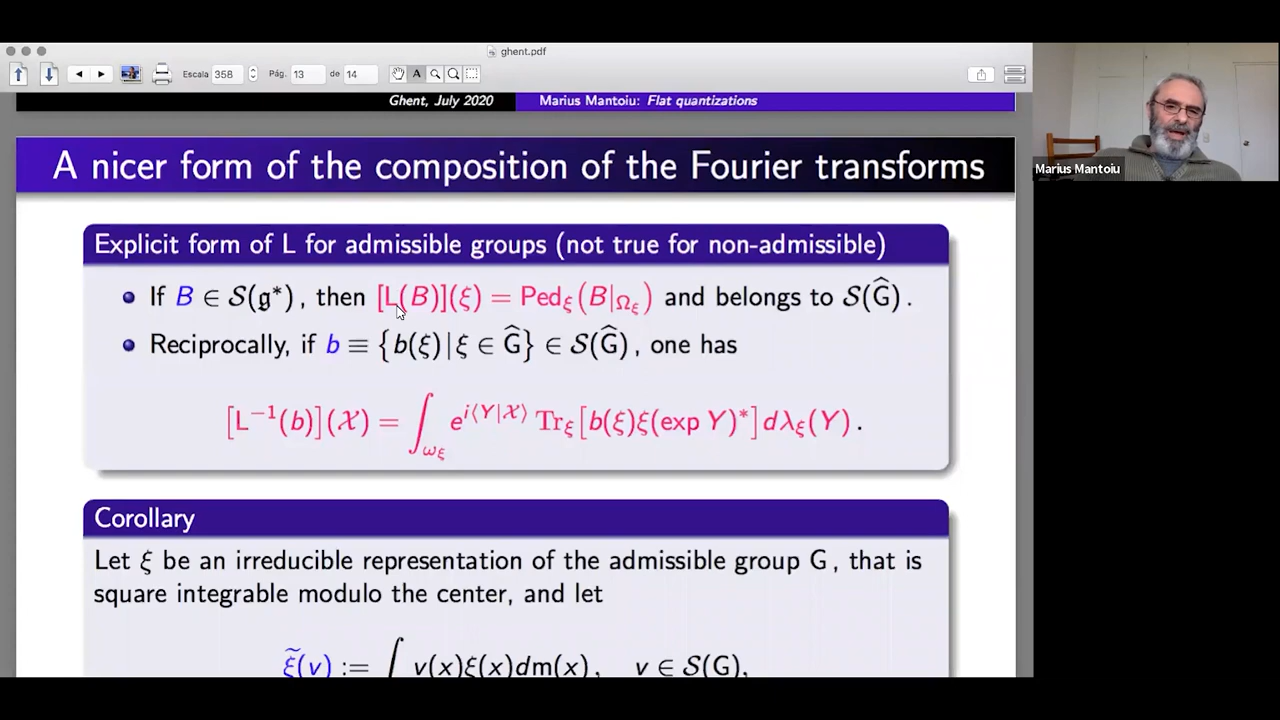 ghent.pdf
Escala 358 Pág. 13 de 14
Ghent, July 2020 Marius Mantoiu: Flat quantizations
A nicer form of the composition of the Fourier transforms
Explicit form of L for admissible groups (not true for non-admissible)
• If B ∈ 𝒮(𝔤*), then [L(B)](ξ) = Ped_ξ(B|_{Ω_ξ}) and belongs to 𝒮(Ĝ).
• Reciprocally, if b ≡ {b(ξ) | ξ ∈ Ĝ} ∈ 𝒮(Ĝ), one has
[L⁻¹(b)](𝒳) = ∫_{ω_ξ} e^{i⟨Y|𝒳⟩} Tr_ξ[b(ξ)ξ(exp Y)*] dλ_ξ(Y).
Corollary
Let ξ be an irreducible representation of the admissible group G, that is
square integrable modulo the center, and let
ξ̃(v) := ∫ v(x)ξ(x)dm(x), v ∈ 𝒮(G),
Marius Mantoiu